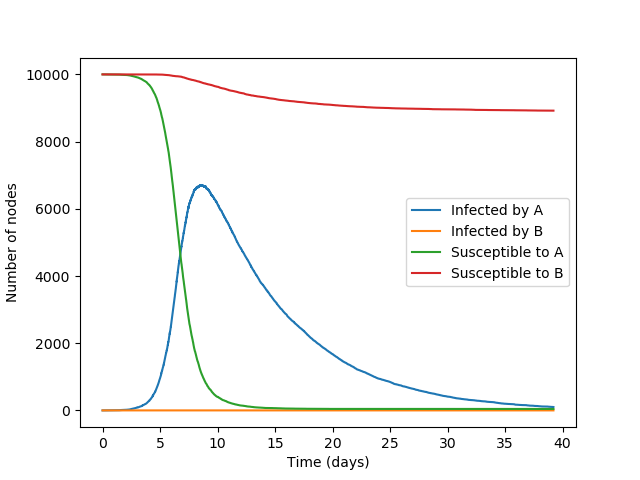 10000
8000
6000
4000
2000
0
Number of nodes
Infected by A
Infected by B
Susceptible to A
Susceptible to B
0 5 10 15 20 25 30 35 40
Time (days)